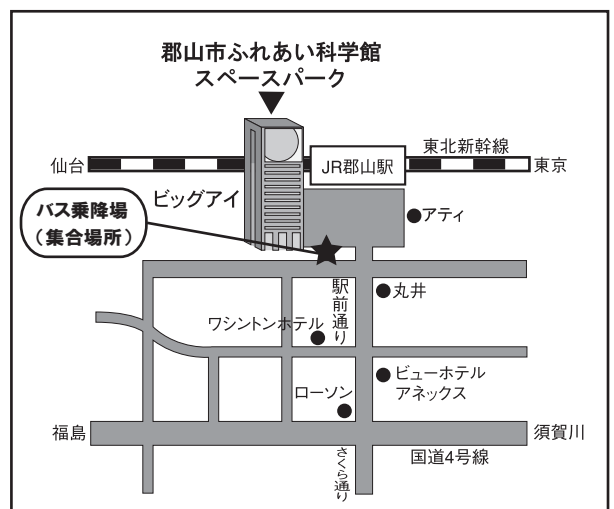 郡山市ふれあい科学館
スペースパーク
東北新幹線
仙台
JR郡山駅
東京
ビッグアイ
バス乗降場
（集合場所）
アティ
駅前通り
丸井
ワシントンホテル
ビューホテル
アネックス
ローソン
福島
須賀川
国道4号線
さくら通り